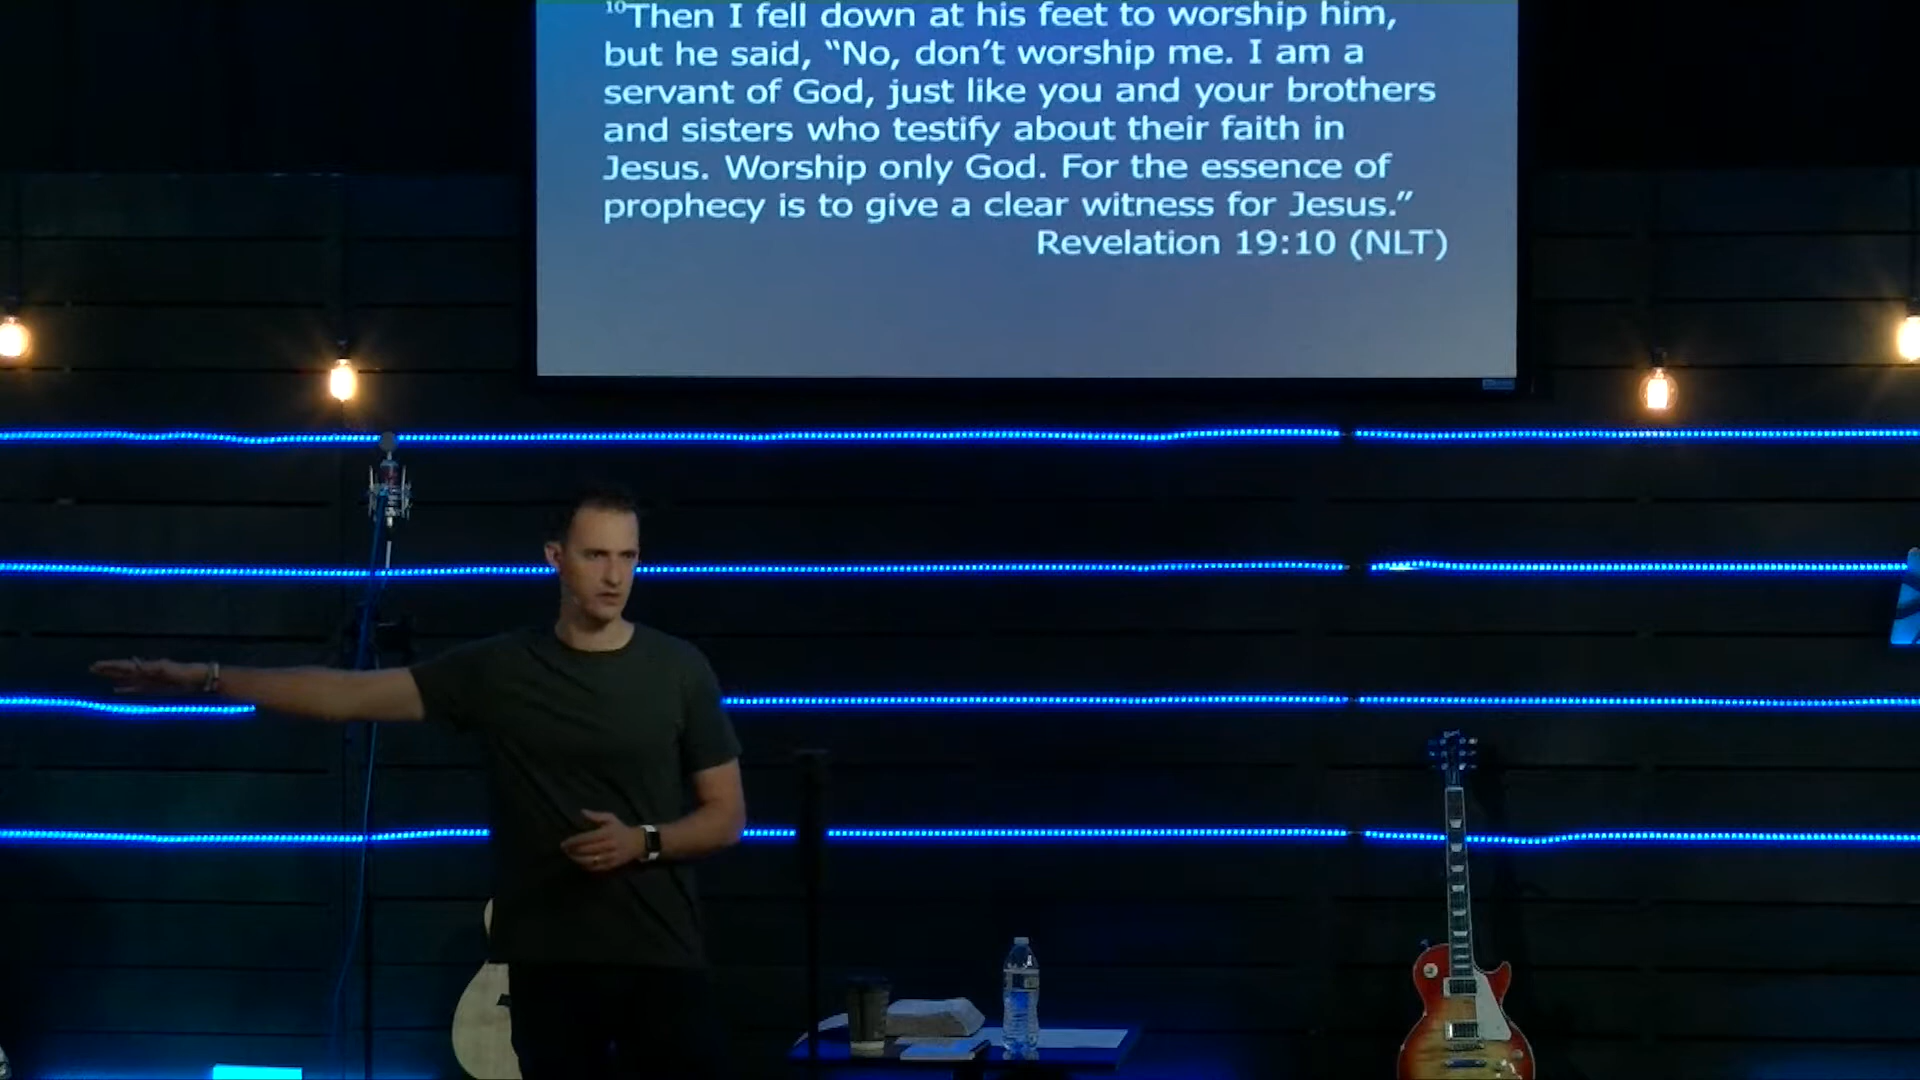 ¹⁰Then I fell down at his feet to worship him,
but he said, “No, don’t worship me. I am a
servant of God, just like you and your brothers
and sisters who testify about their faith in
Jesus. Worship only God. For the essence of
prophecy is to give a clear witness for Jesus.”
Revelation 19:10 (NLT)